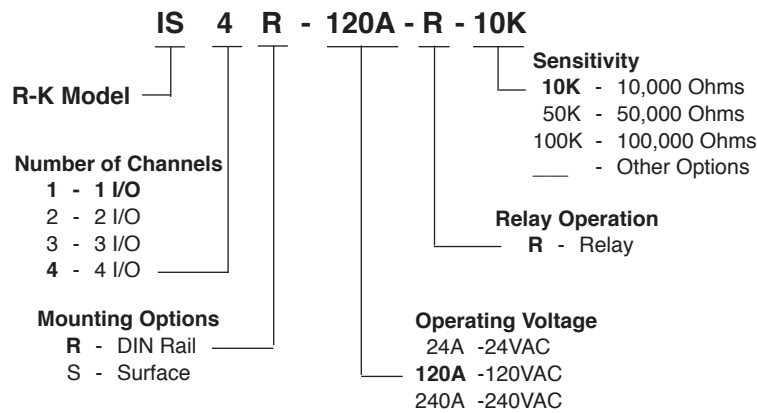 IS 4 R - 120A - R - 10K
R-K Model
Sensitivity
10K - 10,000 Ohms
50K - 50,000 Ohms
100K - 100,000 Ohms
___ - Other Options
Number of Channels
1 - 1 I/O
2 - 2 I/O
3 - 3 I/O
4 - 4 I/O
Relay Operation
R - Relay
Mounting Options
R - DIN Rail
S - Surface
Operating Voltage
24A -24VAC
120A -120VAC
240A -240VAC